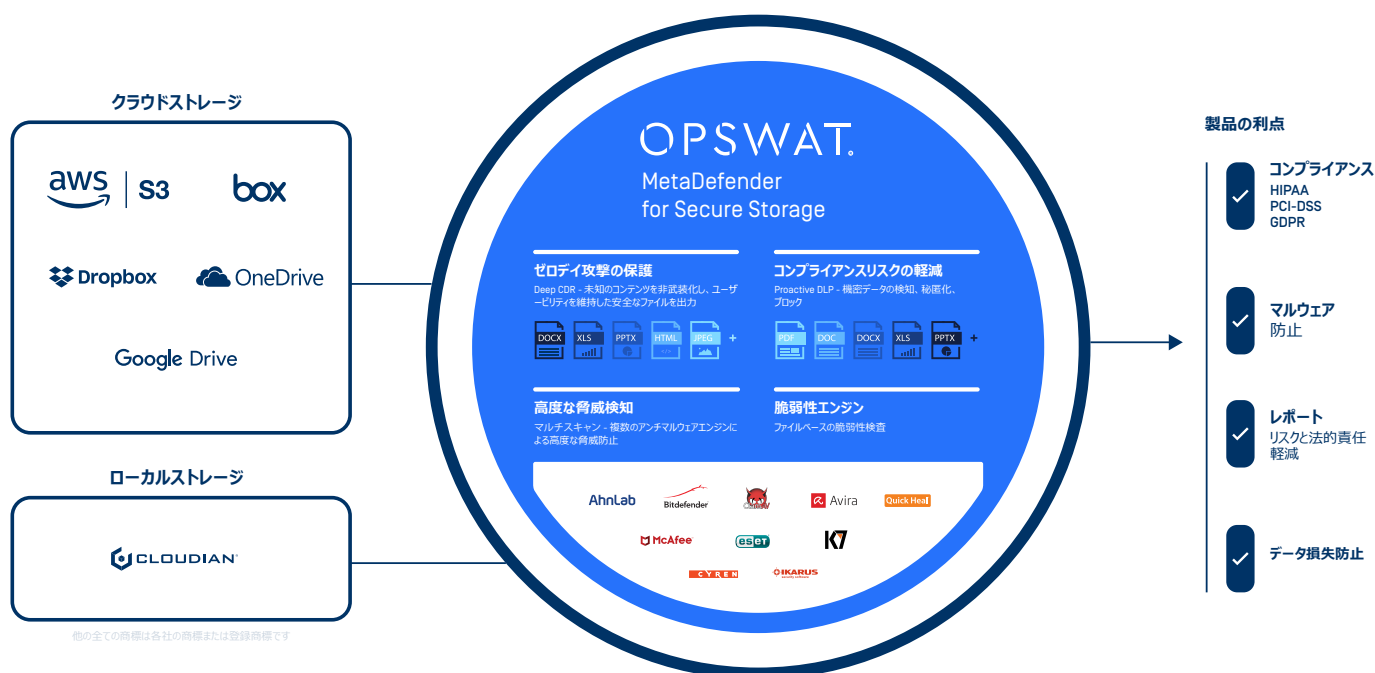 クラウドストレージ
aws | S3
box
Dropbox
OneDrive
Google Drive
ローカルストレージ
CLOUDIAN
他の全ての商標は各社の商標または登録商標です
OPSWAT.
MetaDefender
for Secure Storage
ゼロデイ攻撃の保護
Deep CDR - 未知のコンテンツを非武装化し、ユーザ
ービリティを維持した安全なファイルを出力
DOCX XLS PPTX HTML JPEG +
コンプライアンスリスクの軽減
Proactive DLP - 機密データの検知、秘匿化、
ブロック
PDF DOC DOCX XLS PPTX +
高度な脅威検知
マルチスキャン - 複数のアンチマルウェアエンジンに
よる高度な脅威防止
脆弱性エンジン
ファイルベースの脆弱性検査
AhnLab Bitdefender ClamAV Avira Quick Heal
McAfee eseT K7
CYREN IKARUS
security software
製品の利点
コンプライアンス
HIPAA
PCI-DSS
GDPR
マルウェア
防止
レポート
リスクと法的責任
軽減
データ損失防止